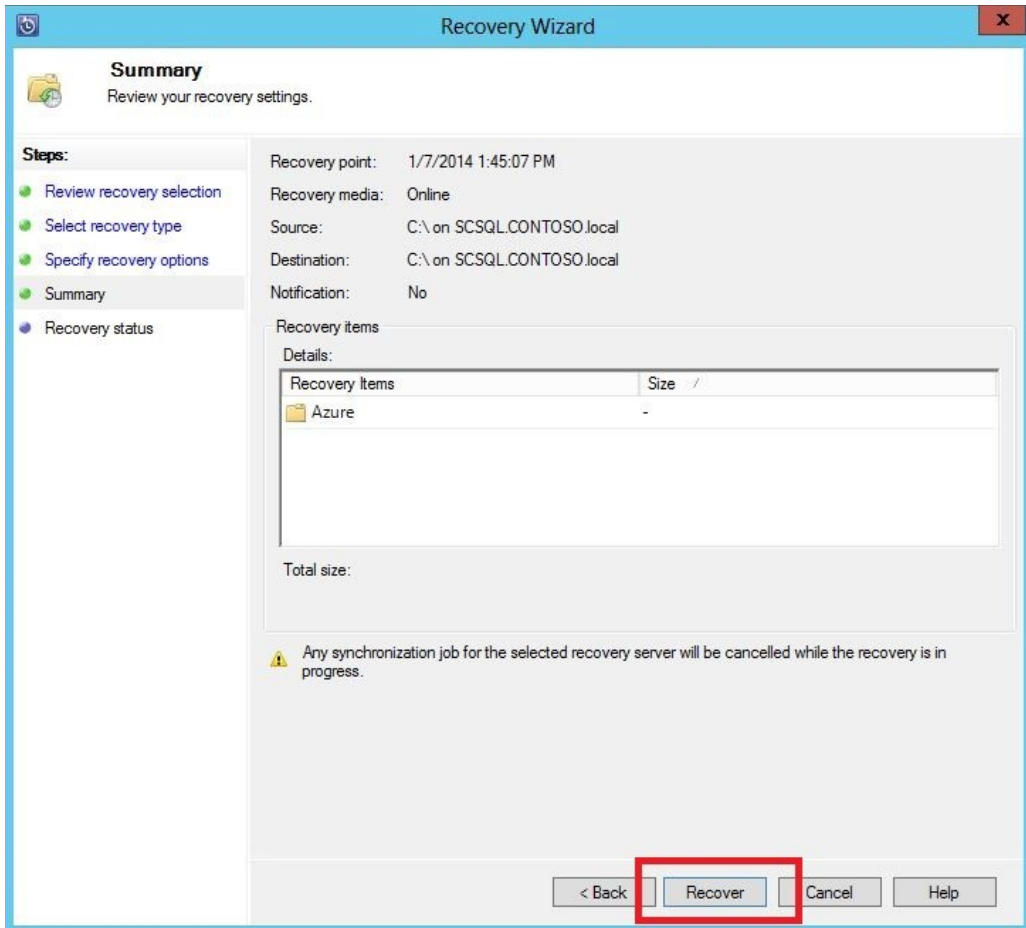 Recovery Wizard
x
Summary
Review your recovery settings.
Steps:
Review recovery selection
Select recovery type
Specify recovery options
Summary
Recovery status
Recovery point: 1/7/2014 1:45:07 PM
Recovery media: Online
Source: C:\ on SCSQL.CONTOSO.local
Destination: C:\ on SCSQL.CONTOSO.local
Notification: No
Recovery items
Details:
Recovery Items Size /
Azure -
Total size:
Any synchronization job for the selected recovery server will be cancelled while the recovery is in
progress.
< Back Recover Cancel Help